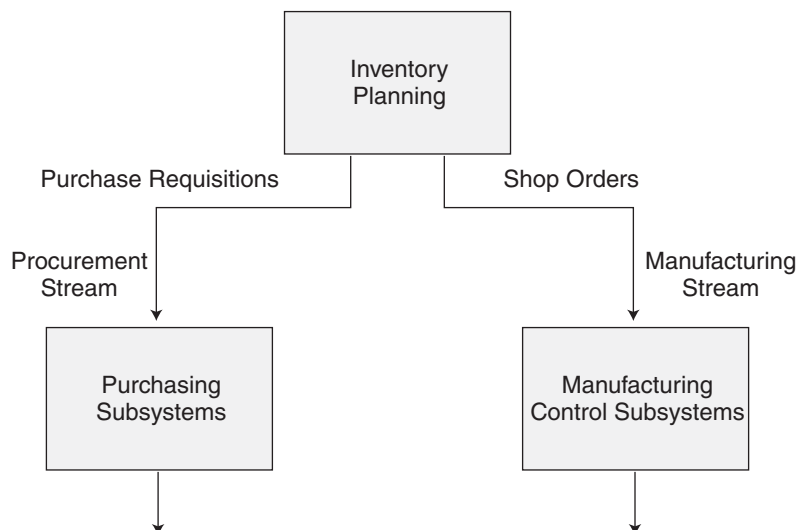 Inventory
Planning
Purchase Requisitions
Shop Orders
Procurement
Stream
Manufacturing
Stream
Purchasing
Subsystems
Manufacturing
Control Subsystems